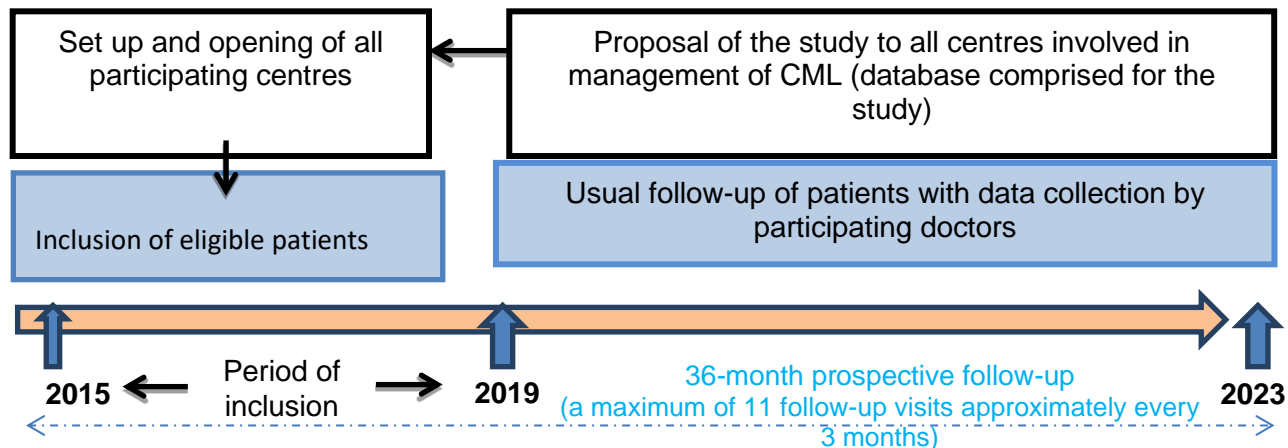 Set up and opening of all
participating centres
Proposal of the study to all centres involved in
management of CML (database comprised for the
study)
Inclusion of eligible patients
Usual follow-up of patients with data collection by
participating doctors
2015
Period of
inclusion
2019
36-month prospective follow-up
(a maximum of 11 follow-up visits approximately every
3 months)
2023